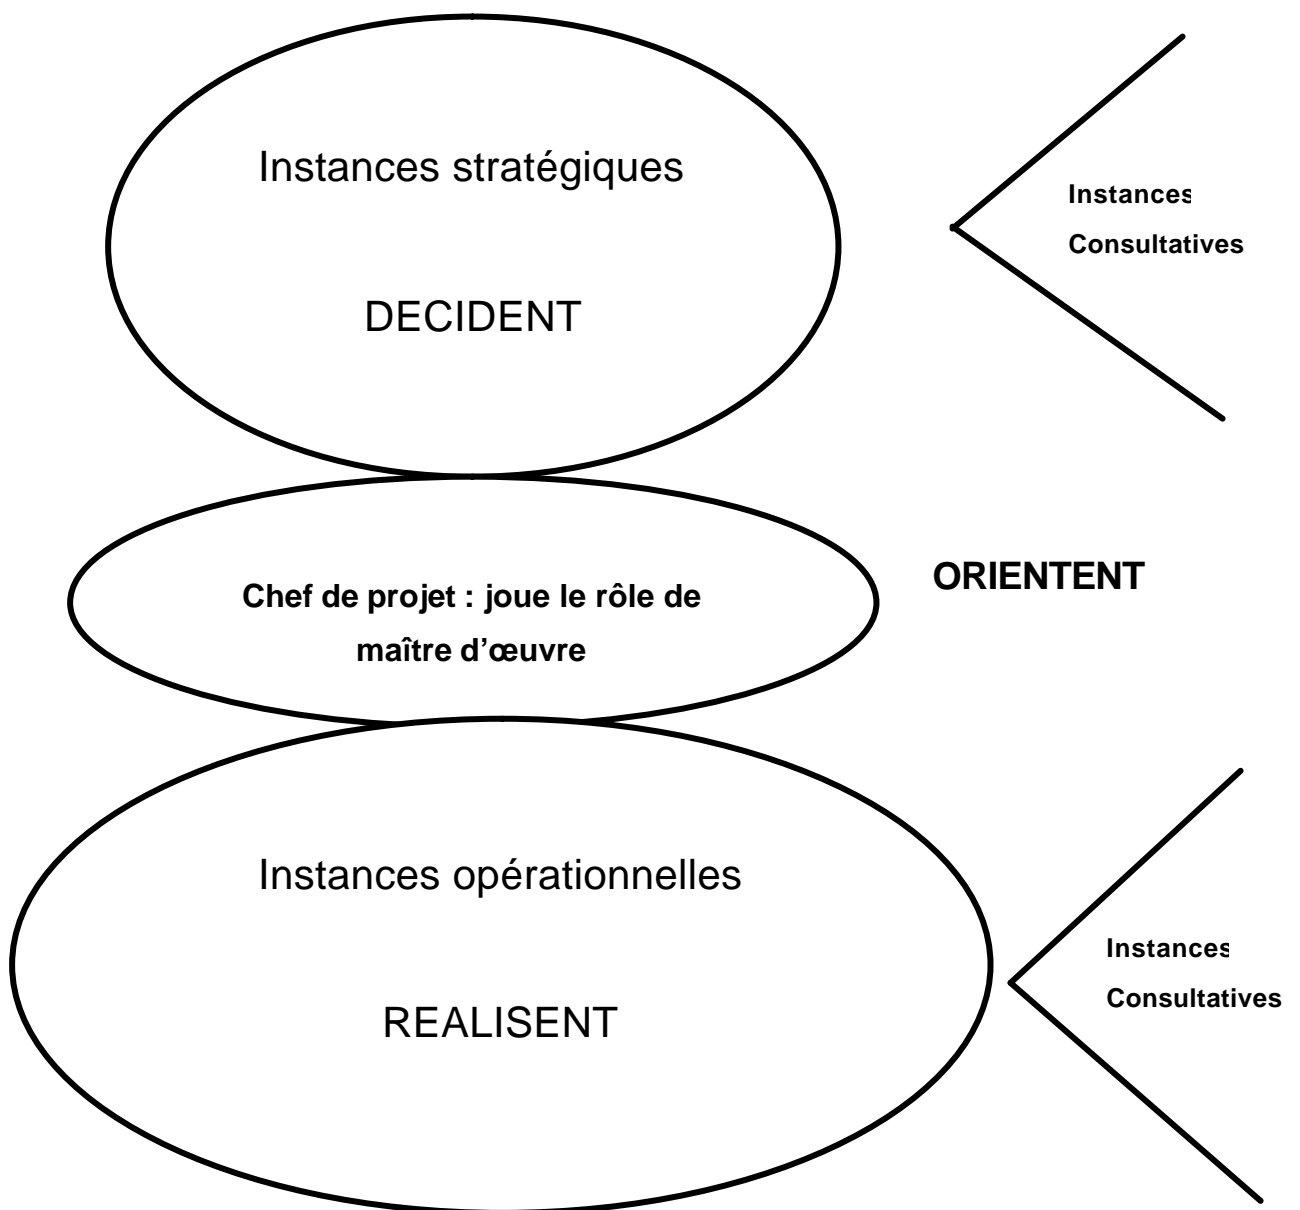 Instances stratégiques
DECIDENT
Instances
Consultatives
Chef de projet : joue le rôle de
maître d’œuvre
ORIENTENT
Instances opérationnelles
REALISENT
Instances
Consultatives